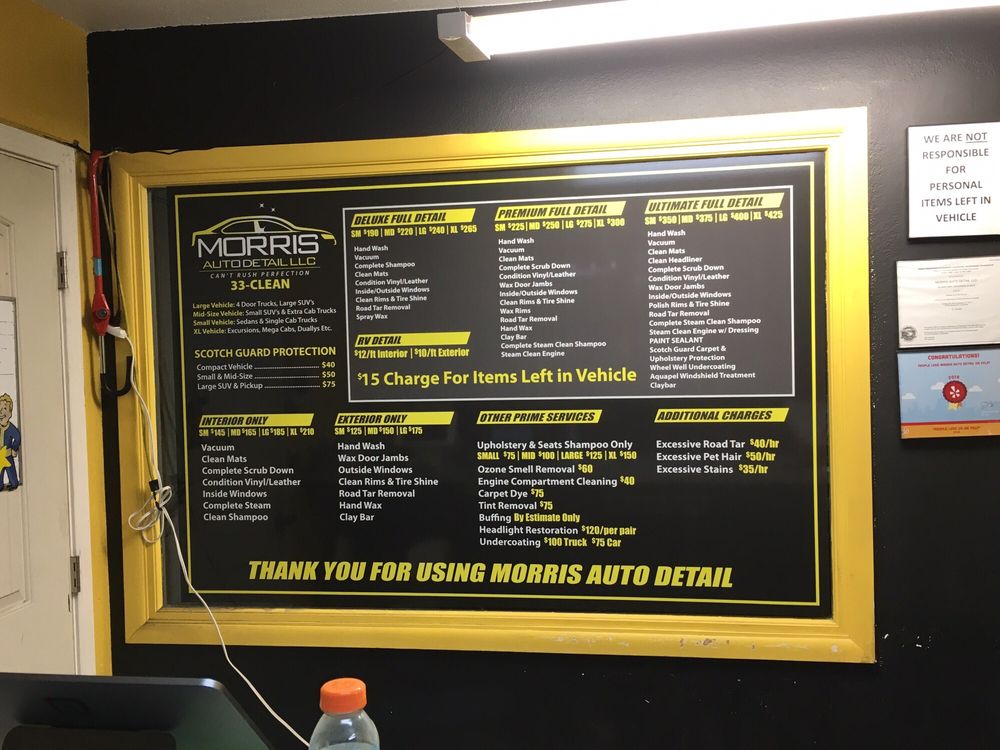 MORRIS
AUTO DETAIL LLC
CAN'T RUSH PERFECTION
33-CLEAN
Large Vehicle: 4 Door Trucks, Large SUV's
Mid-Size Vehicle: Small SUV's & Extra Cab Trucks
Small Vehicle: Sedans & Single Cab Trucks
XL Vehicle: Excursions, Mega Cabs, Duallys Etc.
SCOTCH GUARD PROTECTION
Compact Vehicle $40
Small & Mid-Size $50
Large SUV & Pickup $75
DELUXE FULL DETAIL
SM $190 | MD $220 | LG $240 | XL $265
Hand Wash
Vacuum
Complete Shampoo
Clean Mats
Condition Vinyl/Leather
Inside/Outside Windows
Clean Rims & Tire Shine
Road Tar Removal
Spray Wax
RV DETAIL
$12/ft Interior | $10/ft Exterior
PREMIUM FULL DETAIL
SM $225 | MD $250 | LG $275 | XL $300
Hand Wash
Vacuum
Clean Mats
Complete Scrub Down
Condition Vinyl/Leather
Wax Door Jambs
Inside/Outside Windows
Clean Rims & Tire Shine
Wax Rims
Road Tar Removal
Hand Wax
Clay Bar
Complete Steam Clean Shampoo
Steam Clean Engine
ULTIMATE FULL DETAIL
SM $350 | MD $375 | LG $400 | XL $425
Hand Wash
Vacuum
Clean Mats
Clean Headliner
Complete Scrub Down
Condition Vinyl/Leather
Wax Door Jambs
Inside/Outside Windows
Polish Rims & Tire Shine
Road Tar Removal
Complete Steam Clean Shampoo
Steam Clean Engine w/ Dressing
PAINT SEALANT
Scotch Guard Carpet &
Upholstery Protection
Wheel Well Undercoating
Aquapel Windshield Treatment
Claybar
$15 Charge For Items Left in Vehicle
INTERIOR ONLY
SM $145 | MD $165 | LG $185 | XL $210
Vacuum
Clean Mats
Complete Scrub Down
Condition Vinyl/Leather
Inside Windows
Complete Steam
Clean Shampoo
EXTERIOR ONLY
SM $125 | MD $150 | LG $175
Hand Wash
Wax Door Jambs
Outside Windows
Clean Rims & Tire Shine
Road Tar Removal
Hand Wax
Clay Bar
OTHER PRIME SERVICES
Upholstery & Seats Shampoo Only
SMALL $75 | MID $100 | LARGE $125 | XL $150
Ozone Smell Removal $60
Engine Compartment Cleaning $40
Carpet Dye $75
Tint Removal $75
Buffing By Estimate Only
Headlight Restoration $120/per pair
Undercoating $100 Truck $75 Car
ADDITIONAL CHARGES
Excessive Road Tar $40/hr
Excessive Pet Hair $50/hr
Excessive Stains $35/hr
THANK YOU FOR USING MORRIS AUTO DETAIL
WE ARE NOT
RESPONSIBLE
FOR
PERSONAL
ITEMS LEFT IN
VEHICLE
MORRIS AUTO DETAIL LLC
CONGRATULATIONS!
PEOPLE LOVE MORRIS AUTO DETAIL ON YELP!
"PEOPLE LOVE US ON YELP"